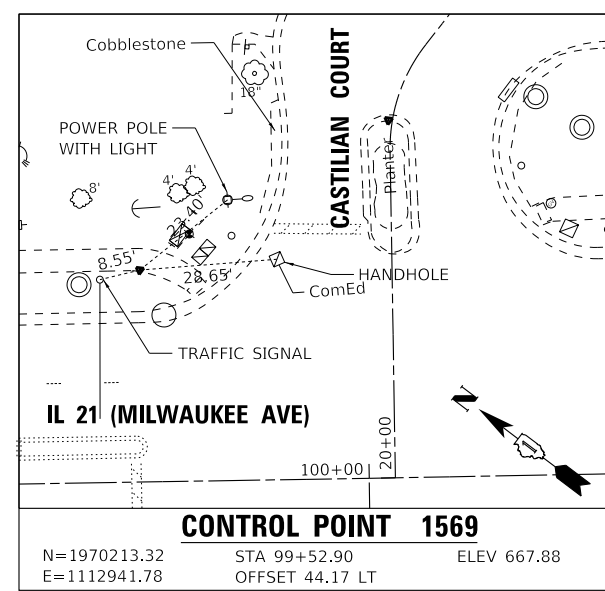 Cobblestone
CASTILIAN COURT
18"
POWER POLE
WITH LIGHT
Planter
8'
4'
4'
8.55'
28.65'
HANDHOLE
ComEd
TRAFFIC SIGNAL
N
IL 21 (MILWAUKEE AVE)
100+00
20+00
CONTROL POINT 1569
N=1970213.32 STA 99+52.90 ELEV 667.88
E=1112941.78 OFFSET 44.17 LT